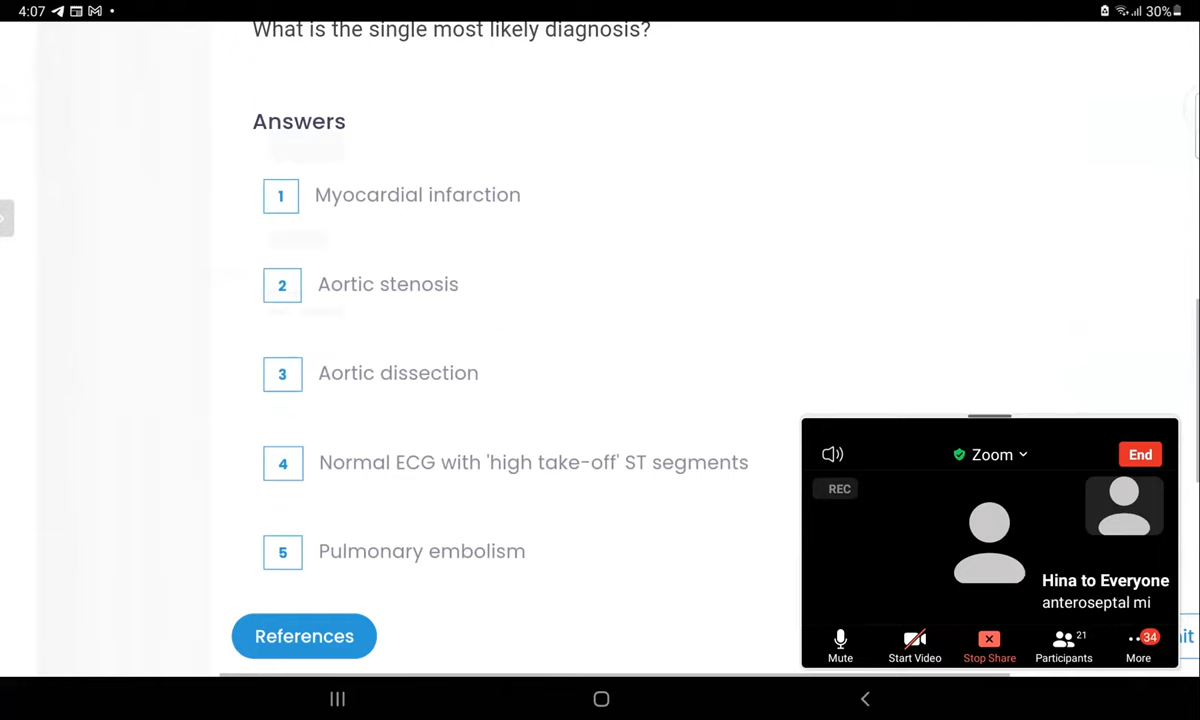 4:07 30%
What is the single most likely diagnosis?
Answers
1 Myocardial infarction
2 Aortic stenosis
3 Aortic dissection
4 Normal ECG with 'high take-off' ST segments
5 Pulmonary embolism
References
it
Zoom
End
REC
Hina to Everyone
anteroseptal mi
21
34
Mute Start Video Stop Share Participants More